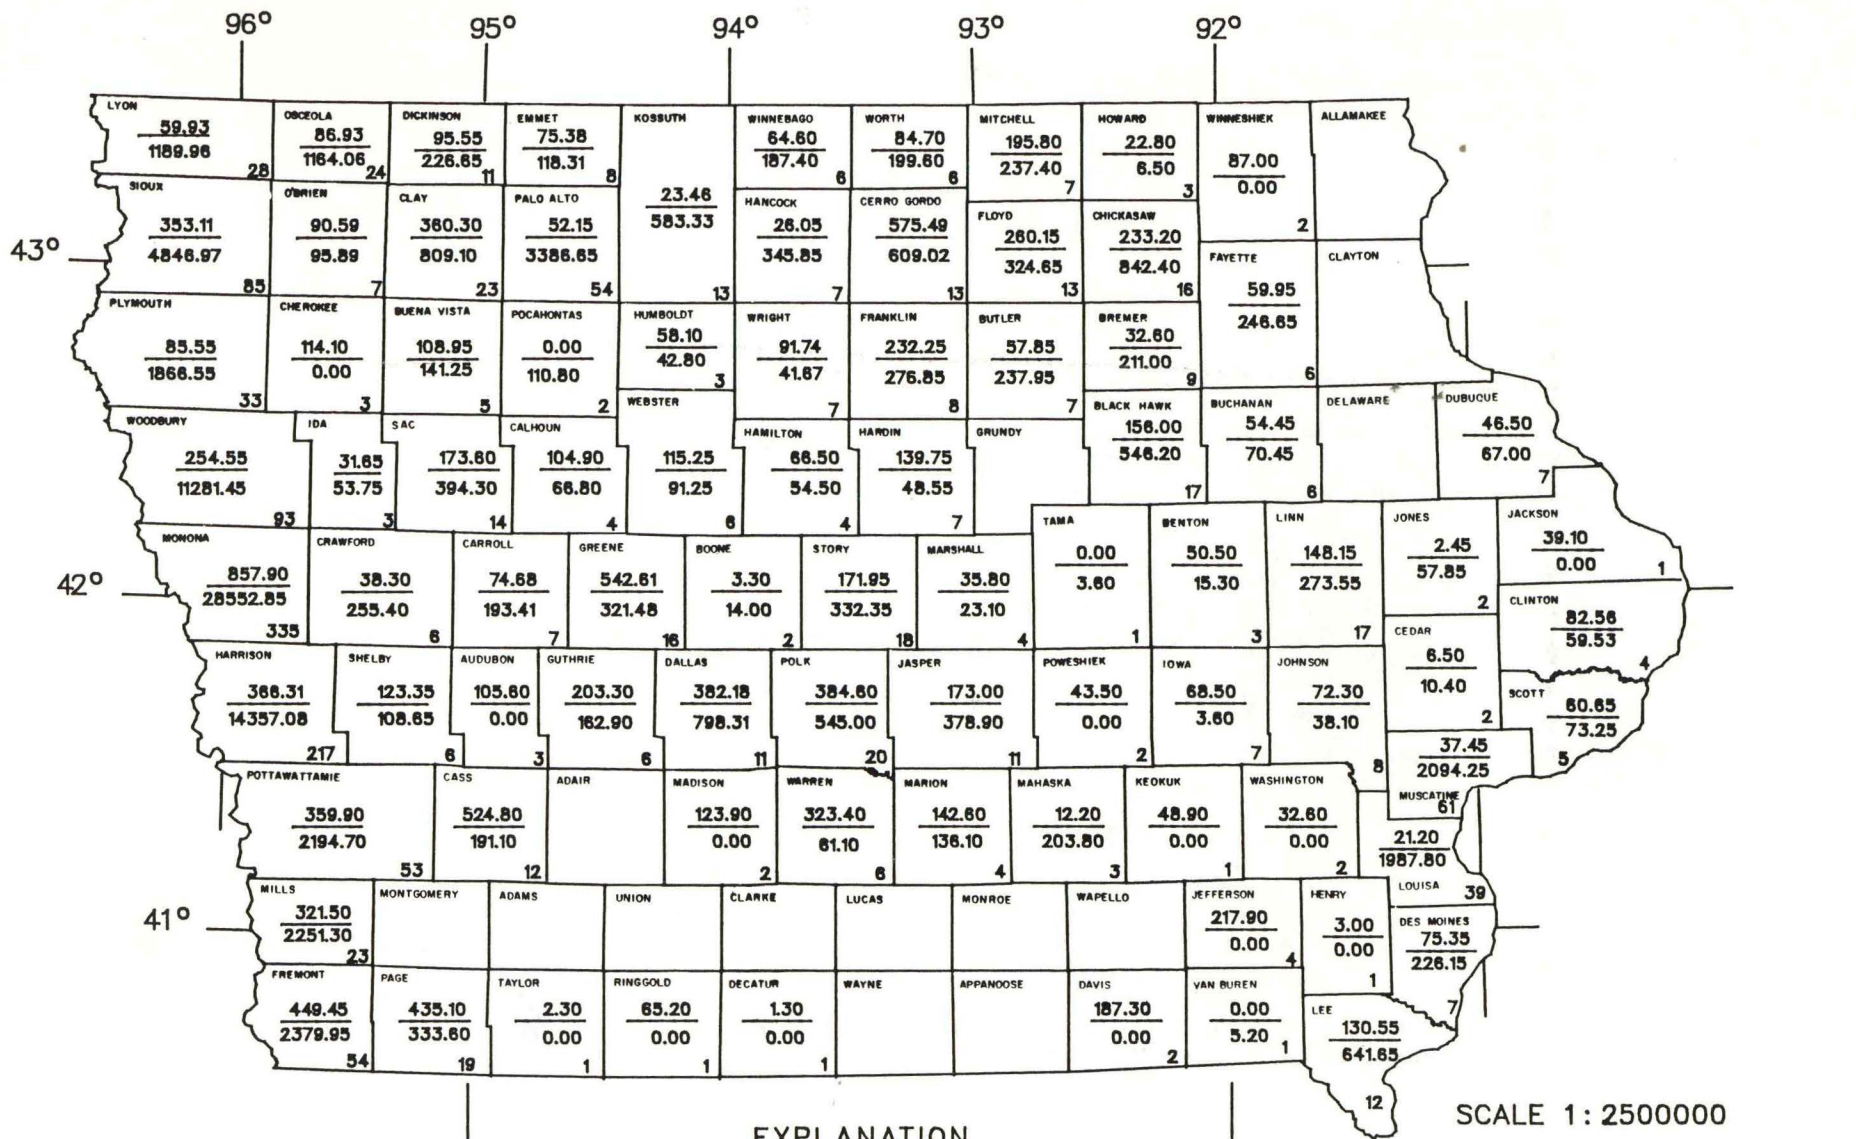 96° 95° 94° 93° 92°
LYON
59.93
1189.96
28
OSCEOLA
86.93
1164.06
24
DICKINSON
95.55
226.65
11
EMMET
75.38
118.31
8
KOSSUTH
23.46
583.33
13
WINNEBAGO
64.60
187.40
6
WORTH
84.70
199.60
6
MITCHELL
195.80
237.40
7
HOWARD
22.80
6.50
3
WINNESHIEK
87.00
0.00
2
ALLAMAKEE
43°
SIOUX
353.11
4846.97
85
O'BRIEN
90.59
95.89
7
CLAY
360.30
809.10
23
PALO ALTO
52.15
3386.65
54
HANCOCK
26.05
345.85
7
CERRO GORDO
575.49
609.02
13
FLOYD
260.15
324.65
13
CHICKASAW
233.20
842.40
16
FAYETTE
59.95
246.65
6
CLAYTON
PLYMOUTH
85.55
1866.55
33
CHEROKEE
114.10
0.00
3
BUENA VISTA
108.95
141.25
5
POCAHONTAS
0.00
110.80
2
HUMBOLDT
58.10
42.80
3
WRIGHT
91.74
41.67
7
FRANKLIN
232.25
276.85
8
BUTLER
57.85
237.95
7
BREMER
32.60
211.00
9
WOODBURY
254.55
11281.45
93
IDA
31.65
53.75
3
SAC
173.60
394.30
14
CALHOUN
104.90
66.80
4
WEBSTER
115.25
91.25
6
HAMILTON
66.50
54.50
4
HARDIN
139.75
48.55
7
GRUNDY
BLACK HAWK
156.00
546.20
17
BUCHANAN
54.45
70.45
6
DELAWARE
DUBUQUE
46.50
67.00
7
42°
MONONA
857.90
28552.85
335
CRAWFORD
38.30
255.40
6
CARROLL
74.68
193.41
7
GREENE
542.61
321.48
16
BOONE
3.30
14.00
2
STORY
171.95
332.35
18
MARSHALL
35.80
23.10
4
TAMA
0.00
3.60
1
BENTON
50.50
15.30
3
LINN
148.15
273.55
17
JONES
2.45
57.85
2
JACKSON
39.10
0.00
1
CLINTON
82.56
59.53
4
HARRISON
366.31
14357.08
217
SHELBY
123.35
108.65
6
AUDUBON
105.60
0.00
3
GUTHRIE
203.30
162.90
6
DALLAS
382.18
798.31
11
POLK
384.60
545.00
20
JASPER
173.00
378.90
11
POWESHIEK
43.50
0.00
2
IOWA
68.50
3.60
7
JOHNSON
72.30
38.10
8
CEDAR
6.50
10.40
2
SCOTT
60.65
73.25
5
37.45
2094.25
MUSCATINE
61
POTTAWATTAMIE
359.90
2194.70
53
CASS
524.80
191.10
12
ADAIR
MADISON
123.90
0.00
2
WARREN
323.40
61.10
6
MARION
142.60
136.10
4
MAHASKA
12.20
203.80
3
KEOKUK
48.90
0.00
1
WASHINGTON
32.60
0.00
2
21.20
1987.80
LOUISA
39
41°
MILLS
321.50
2251.30
23
MONTGOMERY
ADAMS
UNION
CLARKE
LUCAS
MONROE
WAPELLO
JEFFERSON
217.90
0.00
4
HENRY
3.00
0.00
1
DES MOINES
75.35
226.15
7
FREMONT
449.45
2379.95
54
PAGE
435.10
333.60
19
TAYLOR
2.30
0.00
1
RINGGOLD
65.20
0.00
1
DECATUR
1.30
0.00
1
WAYNE
APPANOOSE
DAVIS
187.30
0.00
2
VAN BUREN
0.00
5.20
1
LEE
130.55
641.65
12
SCALE 1:2500000
EXPLANATION